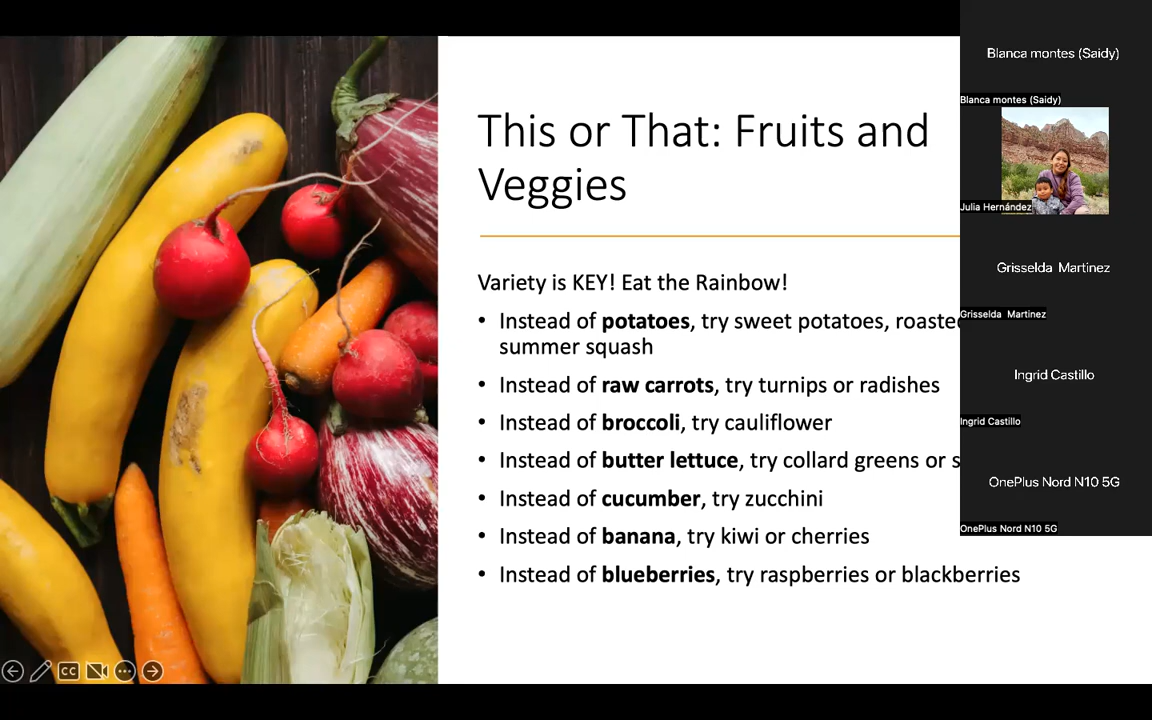 This or That: Fruits and
Veggies
Variety is KEY! Eat the Rainbow!
• Instead of potatoes, try sweet potatoes, roasted
summer squash
• Instead of raw carrots, try turnips or radishes
• Instead of broccoli, try cauliflower
• Instead of butter lettuce, try collard greens or s
• Instead of cucumber, try zucchini
• Instead of banana, try kiwi or cherries
• Instead of blueberries, try raspberries or blackberries
CC
Blanca montes (Saidy)
Blanca montes (Saidy)
Julia Hernández
Grisselda Martinez
Grisselda Martinez
Ingrid Castillo
Ingrid Castillo
OnePlus Nord N10 5G
OnePlus Nord N10 5G